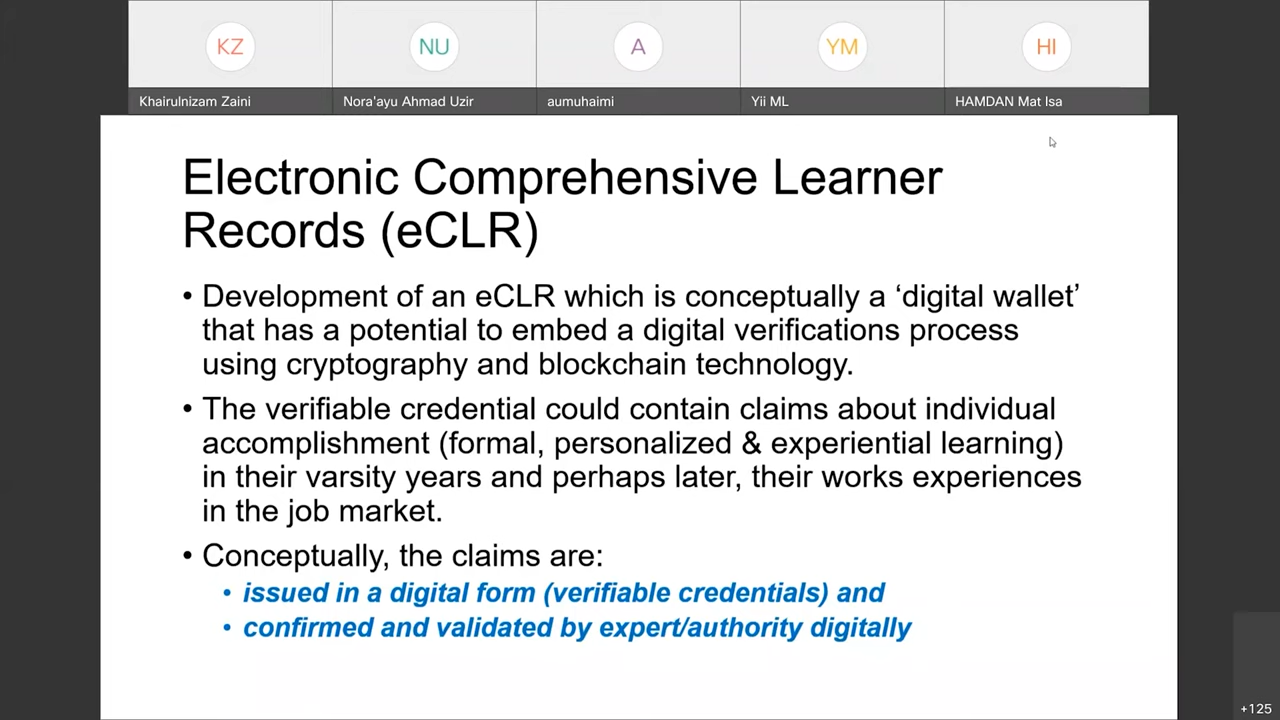 KZ
NU
A
YM
HI
Khairulnizam Zaini
Nora'ayu Ahmad Uzir
aumuhaimi
Yii ML
HAMDAN Mat Isa
Electronic Comprehensive Learner
Records (eCLR)
• Development of an eCLR which is conceptually a ‘digital wallet’
that has a potential to embed a digital verifications process
using cryptography and blockchain technology.
• The verifiable credential could contain claims about individual
accomplishment (formal, personalized & experiential learning)
in their varsity years and perhaps later, their works experiences
in the job market.
• Conceptually, the claims are:
• issued in a digital form (verifiable credentials) and
• confirmed and validated by expert/authority digitally
+125